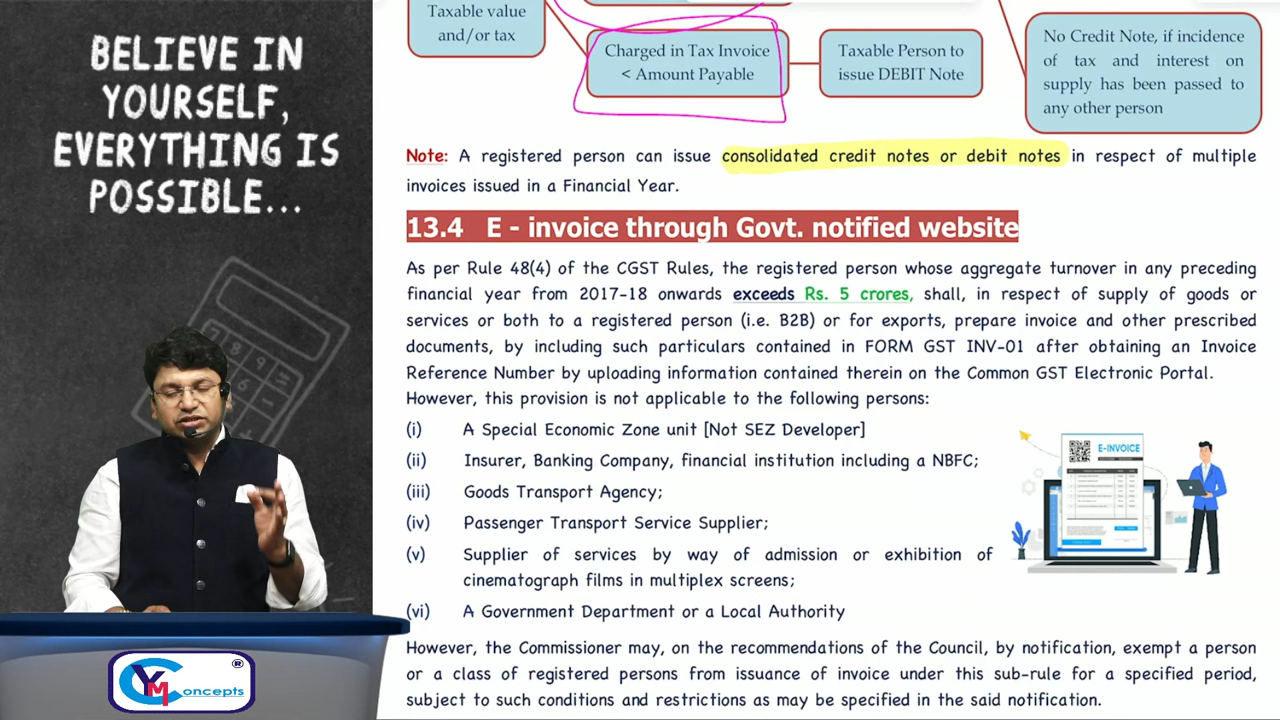 BELIEVE IN
YOURSELF,
EVERYTHING IS
POSSIBLE...
Taxable value
and/or tax
Charged in Tax Invoice
< Amount Payable
Taxable Person to
issue DEBIT Note
No Credit Note, if incidence
of tax and interest on
supply has been passed to
any other person
Note: A registered person can issue consolidated credit notes or debit notes in respect of multiple
invoices issued in a Financial Year.
13.4 E - invoice through Govt. notified website
As per Rule 48(4) of the CGST Rules, the registered person whose aggregate turnover in any preceding
financial year from 2017-18 onwards exceeds Rs. 5 crores, shall, in respect of supply of goods or
services or both to a registered person (i.e. B2B) or for exports, prepare invoice and other prescribed
documents, by including such particulars contained in FORM GST INV-01 after obtaining an Invoice
Reference Number by uploading information contained therein on the Common GST Electronic Portal.
However, this provision is not applicable to the following persons:
(i) A Special Economic Zone unit [Not SEZ Developer]
(ii) Insurer, Banking Company, financial institution including a NBFC;
(iii) Goods Transport Agency;
(iv) Passenger Transport Service Supplier;
(v) Supplier of services by way of admission or exhibition of
cinematograph films in multiplex screens;
(vi) A Government Department or a Local Authority
E-INVOICE
However, the Commissioner may, on the recommendations of the Council, by notification, exempt a person
or a class of registered persons from issuance of invoice under this sub-rule for a specified period,
subject to such conditions and restrictions as may be specified in the said notification.
CYM Concepts ®